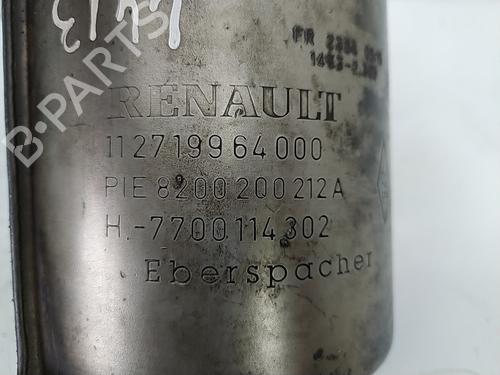 RENAULT
112719964000
PIE 8200200212A
H.-7700114302
Eberspächer
B-PARTS